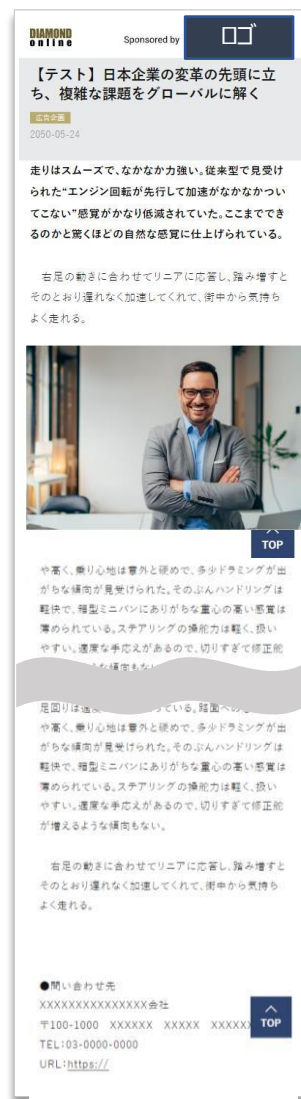 DIAMOND
online
Sponsored by
ロゴ
【テスト】日本企業の変革の先頭に立
ち、複雑な課題をグローバルに解く
広告企画
2050-05-24
走りはスムーズで、なかなか力強い。従来型で見受け
られた“エンジン回転が先行して加速がなかなかつい
てこない”感覚がかなり低減されていた。ここまででき
るのかと驚くほどの自然な感覚に仕上げられている。
右足の動きに合わせてリニアに応答し、踏み増すと
そのとおり遅れなく加速してくれて、街中から気持ち
よく走れる。
TOP
や高く、乗り心地は意外と硬めで、多少ドラミングが出
がちな傾向が見受けられた。そのぶんハンドリングは
軽快で、箱型ミニバンにありがちな重心の高い感覚は
薄められている。ステアリングの操舵力は軽く、扱い
やすい。適度な手応えがあるので、切りすぎて修正舵
傾向もない
足回りは適度 っている。路面への
や高く、乗り心地は意外と硬めで、多少ドラミングが出
がちな傾向が見受けられた。そのぶんハンドリングは
軽快で、箱型ミニバンにありがちな重心の高い感覚は
薄められている。ステアリングの操舵力は軽く、扱い
やすい。適度な手応えがあるので、切りすぎて修正舵
が増えるような傾向もない。
右足の動きに合わせてリニアに応答し、踏み増すと
そのとおり遅れなく加速してくれて、街中から気持ち
よく走れる。
●問い合わせ先
XXXXXXXXXXXXXXX会社
〒100-1000 XXXXXX XXXXX XXXXXX
TEL:03-0000-0000
URL:https://
TOP